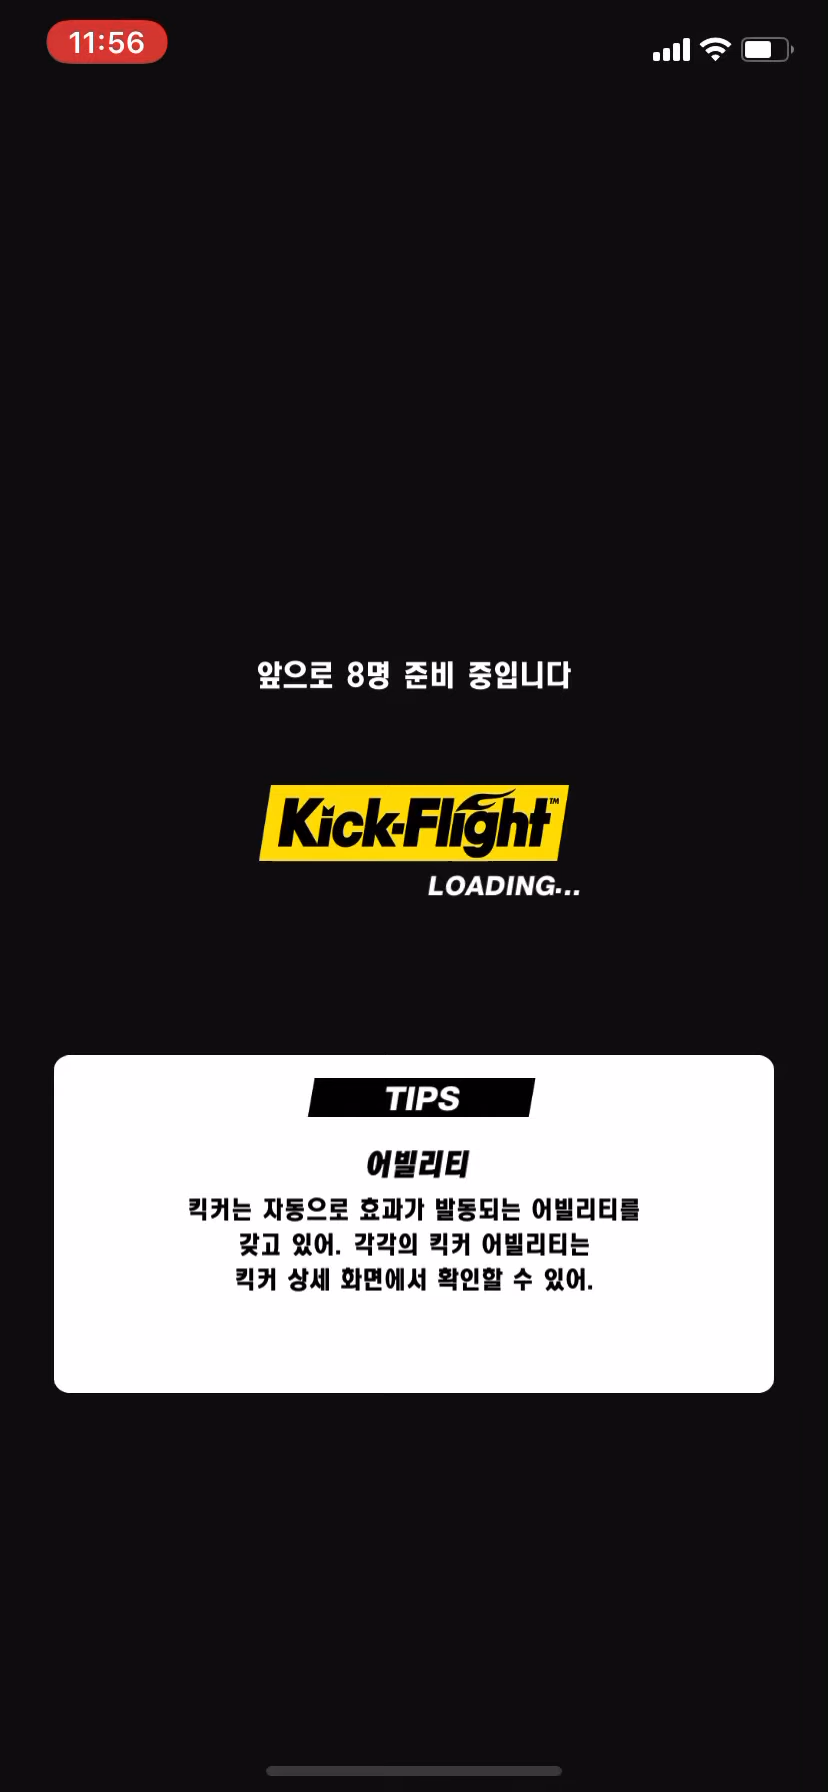 11:56
앞으로 8명 준비 중입니다
Kick-Flight™
LOADING...
TIPS
어빌리티
킥커는 자동으로 효과가 발동되는 어빌리티를
갖고 있어. 각각의 킥커 어빌리티는
킥커 상세 화면에서 확인할 수 있어.